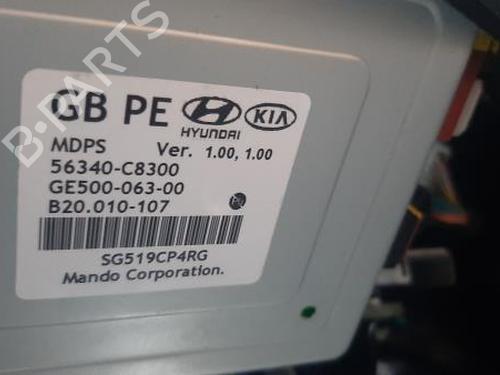 B-PARTS
GB PE HYUNDAI KIA
MDPS Ver. 1.00, 1.00
56340-C8300
GE500-063-00
B20.010-107
SG519CP4RG
Mando Corporation.